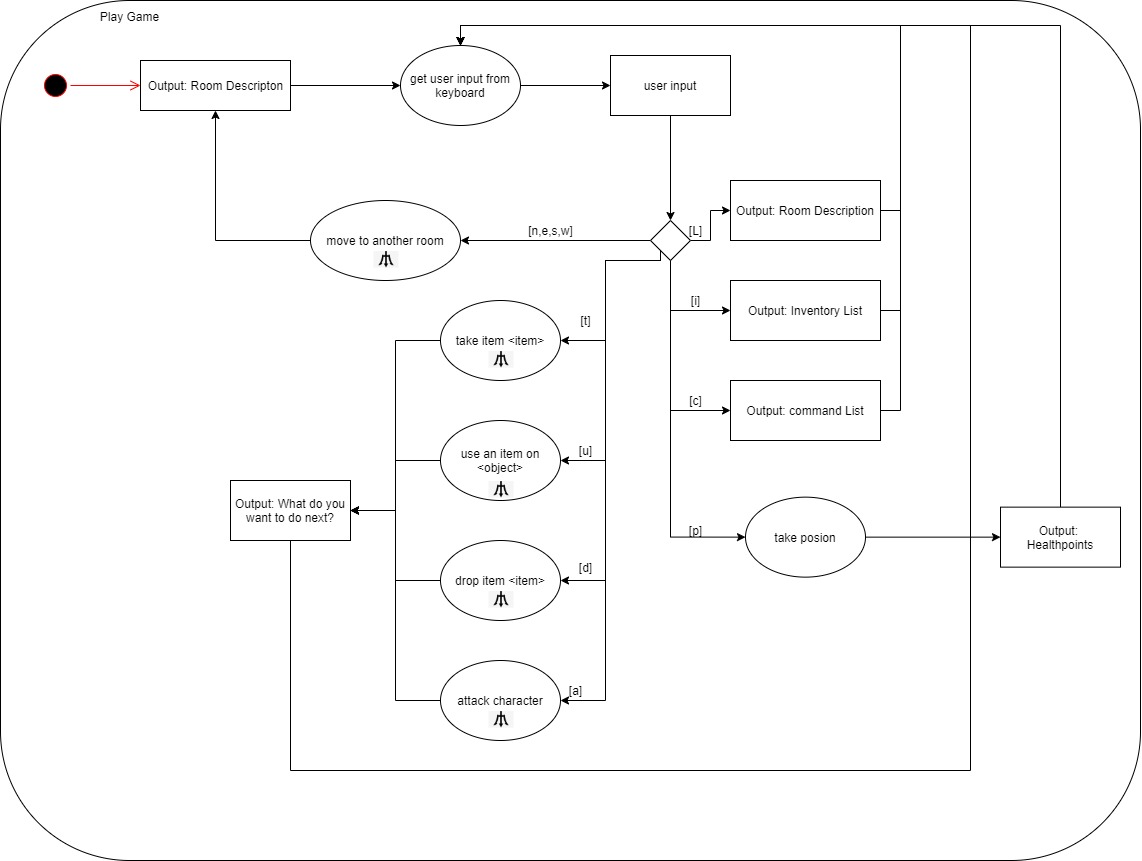 Play Game
Output: Room Descripton
get user input from
keyboard
user input
Output: Room Description
[L]
[n,e,s,w]
move to another room
[i]
Output: Inventory List
[t]
take item <item>
[c]
Output: command List
[u]
use an item on
<object>
Output: What do you
want to do next?
[p]
take posion
Output:
Healthpoints
[d]
drop item <item>
[a]
attack character